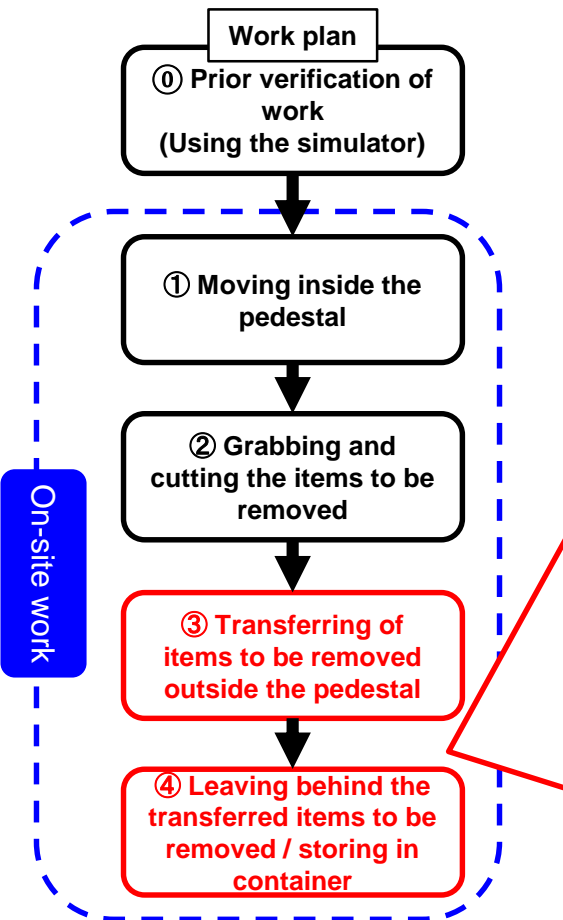 Work plan
⓪ Prior verification of
work
(Using the simulator)
① Moving inside the
pedestal
② Grabbing and
cutting the items to be
removed
On-site work
③ Transferring of
items to be removed
outside the pedestal
④ Leaving behind the
transferred items to be
removed / storing in
container